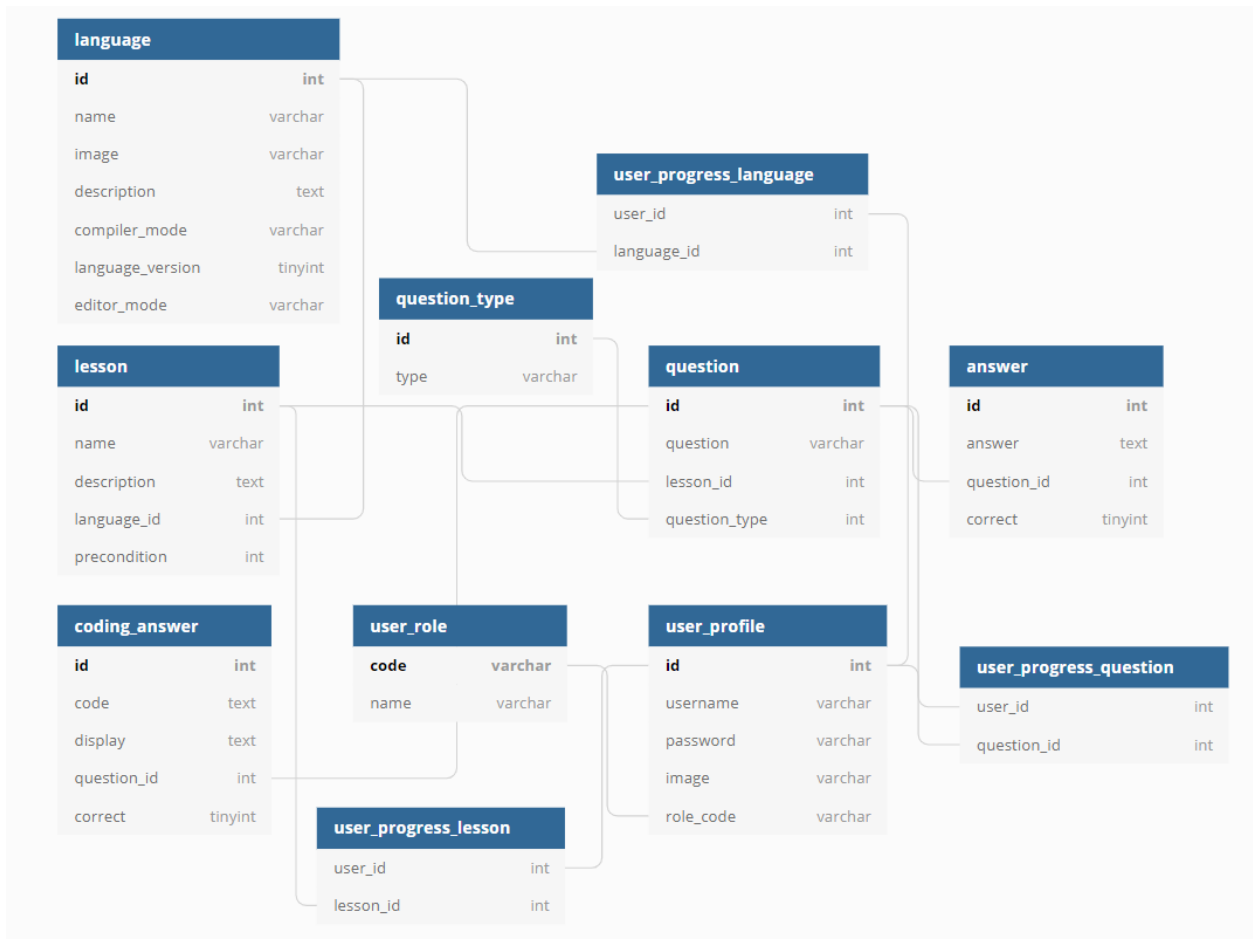 language
id int
name varchar
image varchar
description text
compiler_mode varchar
language_version tinyint
editor_mode varchar
user_progress_language
user_id int
language_id int
question_type
id int
type varchar
lesson
id int
name varchar
description text
language_id int
precondition int
question
id int
question varchar
lesson_id int
question_type int
answer
id int
answer text
question_id int
correct tinyint
coding_answer
id int
code text
display text
question_id int
correct tinyint
user_role
code varchar
name varchar
user_profile
id int
username varchar
password varchar
image varchar
role_code varchar
user_progress_question
user_id int
question_id int
user_progress_lesson
user_id int
lesson_id int